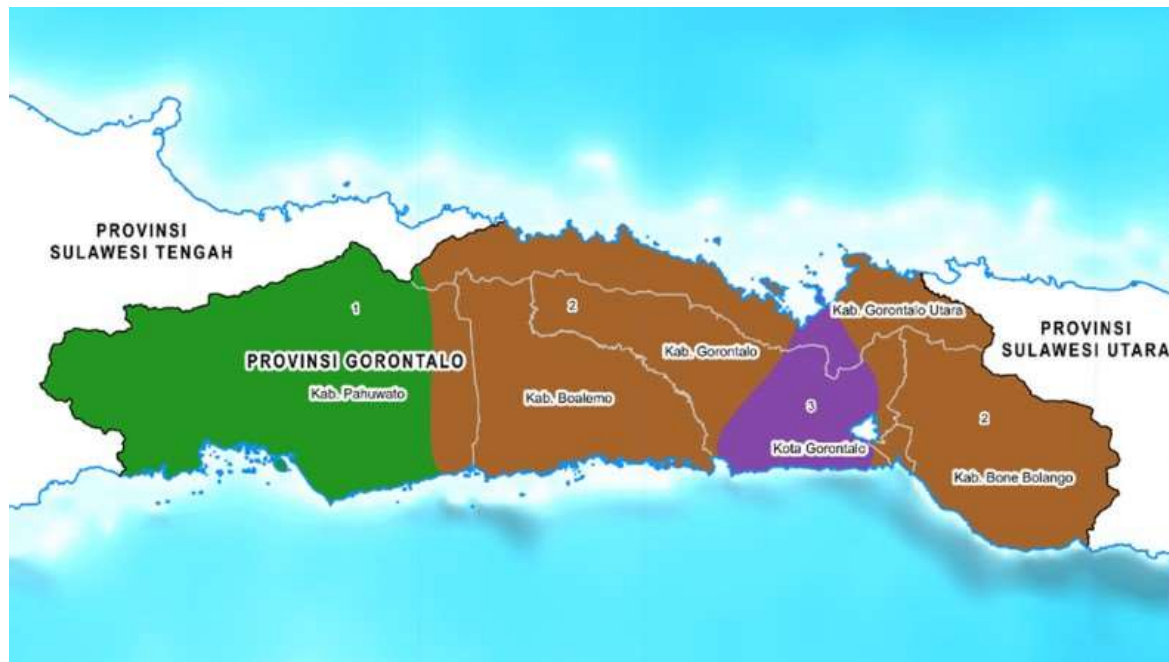 PROVINSI
SULAWESI TENGAH
1
2
Kab. Gorontalo Utara
PROVINSI
SULAWESI UTARA
PROVINSI GORONTALO
Kab. Gorontalo
Kab. Pahuwato
Kab. Boalemo
3
2
Kota Gorontalo
Kab. Bone Bolango